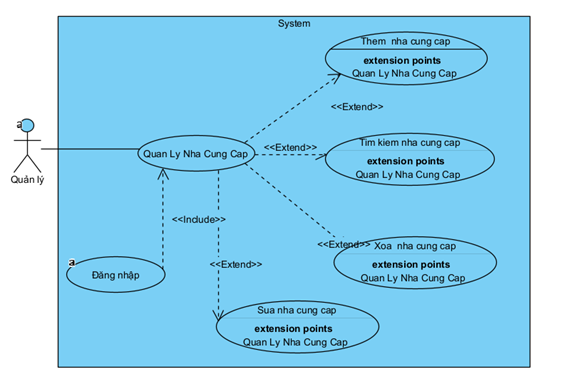 System
Them nha cung cap
extension points
Quan Ly Nha Cung Cap
<<Extend>>
a
Quản lý
Quan Ly Nha Cung Cap
<<Extend>>
Tim kiem nha cung cap
extension points
Quan Ly Nha Cung Cap
<<Include>>
<<Extend>>
Xoa nha cung cap
extension points
Quan Ly Nha Cung Cap
a
Đăng nhập
<<Extend>>
Sua nha cung cap
extension points
Quan Ly Nha Cung Cap